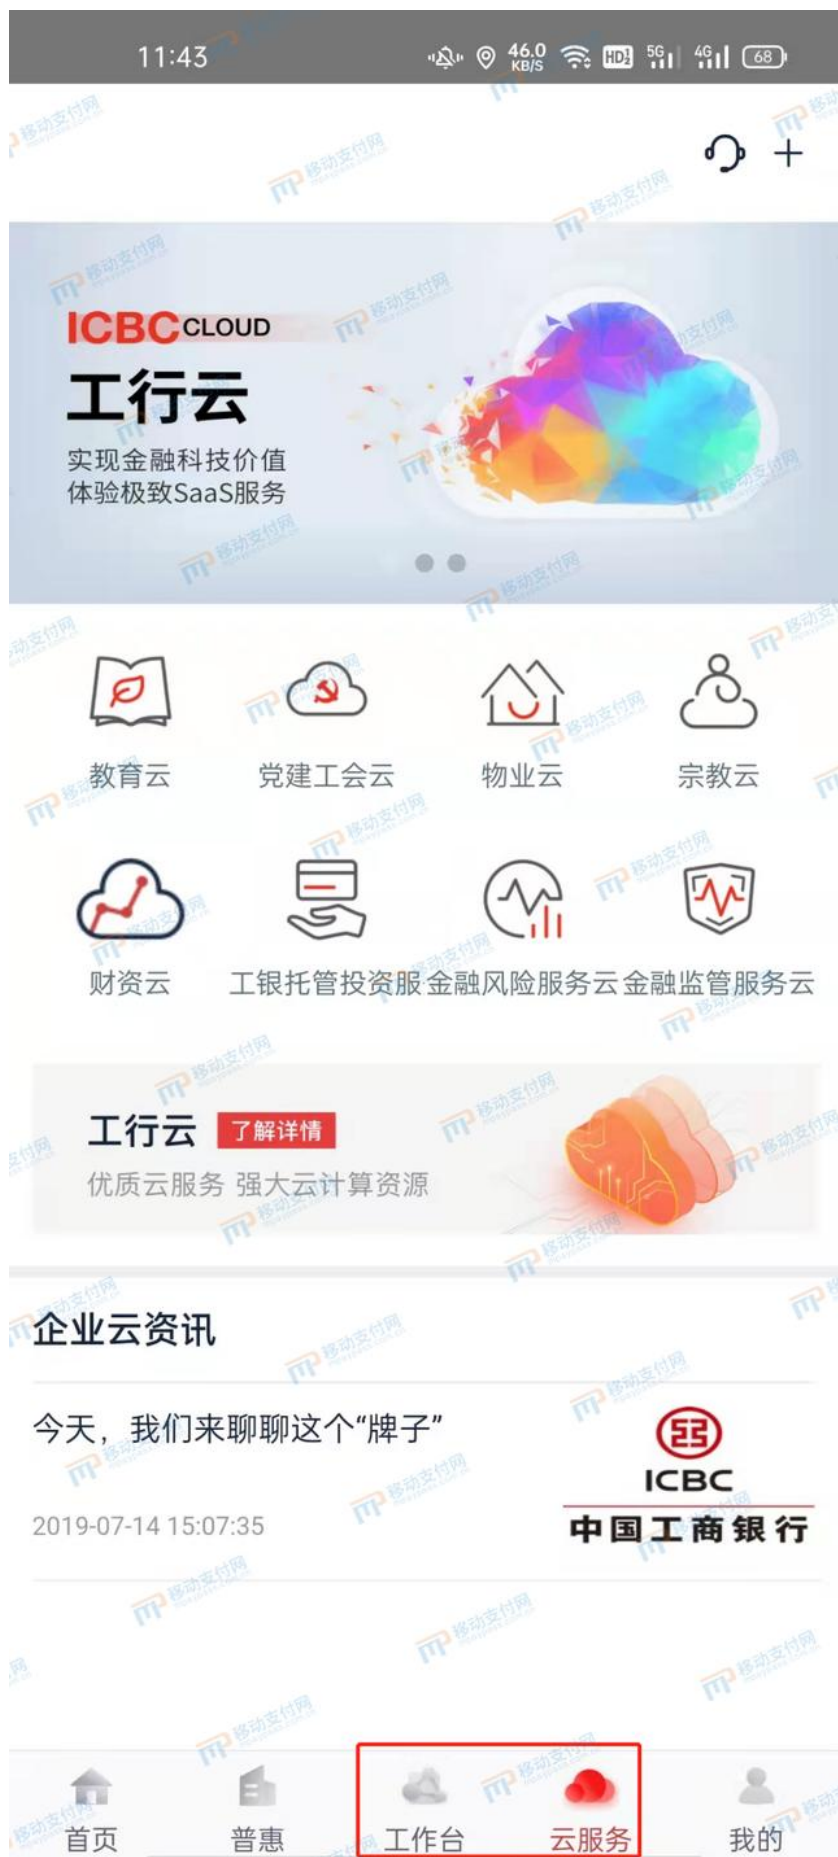 11:43
46.0
KB/S
HD
5G
4G
68
ICBC CLOUD
工行云
实现金融科技价值
体验极致SaaS服务
教育云
党建工会云
物业云
宗教云
财资云
工银托管投资服
金融风险服务云
金融监管服务云
工行云 了解详情
优质云服务 强大云计算资源
企业云资讯
今天，我们来聊聊这个“牌子”
2019-07-14 15:07:35
ICBC
中国工商银行
首页
普惠
工作台
云服务
我的
移动支付网